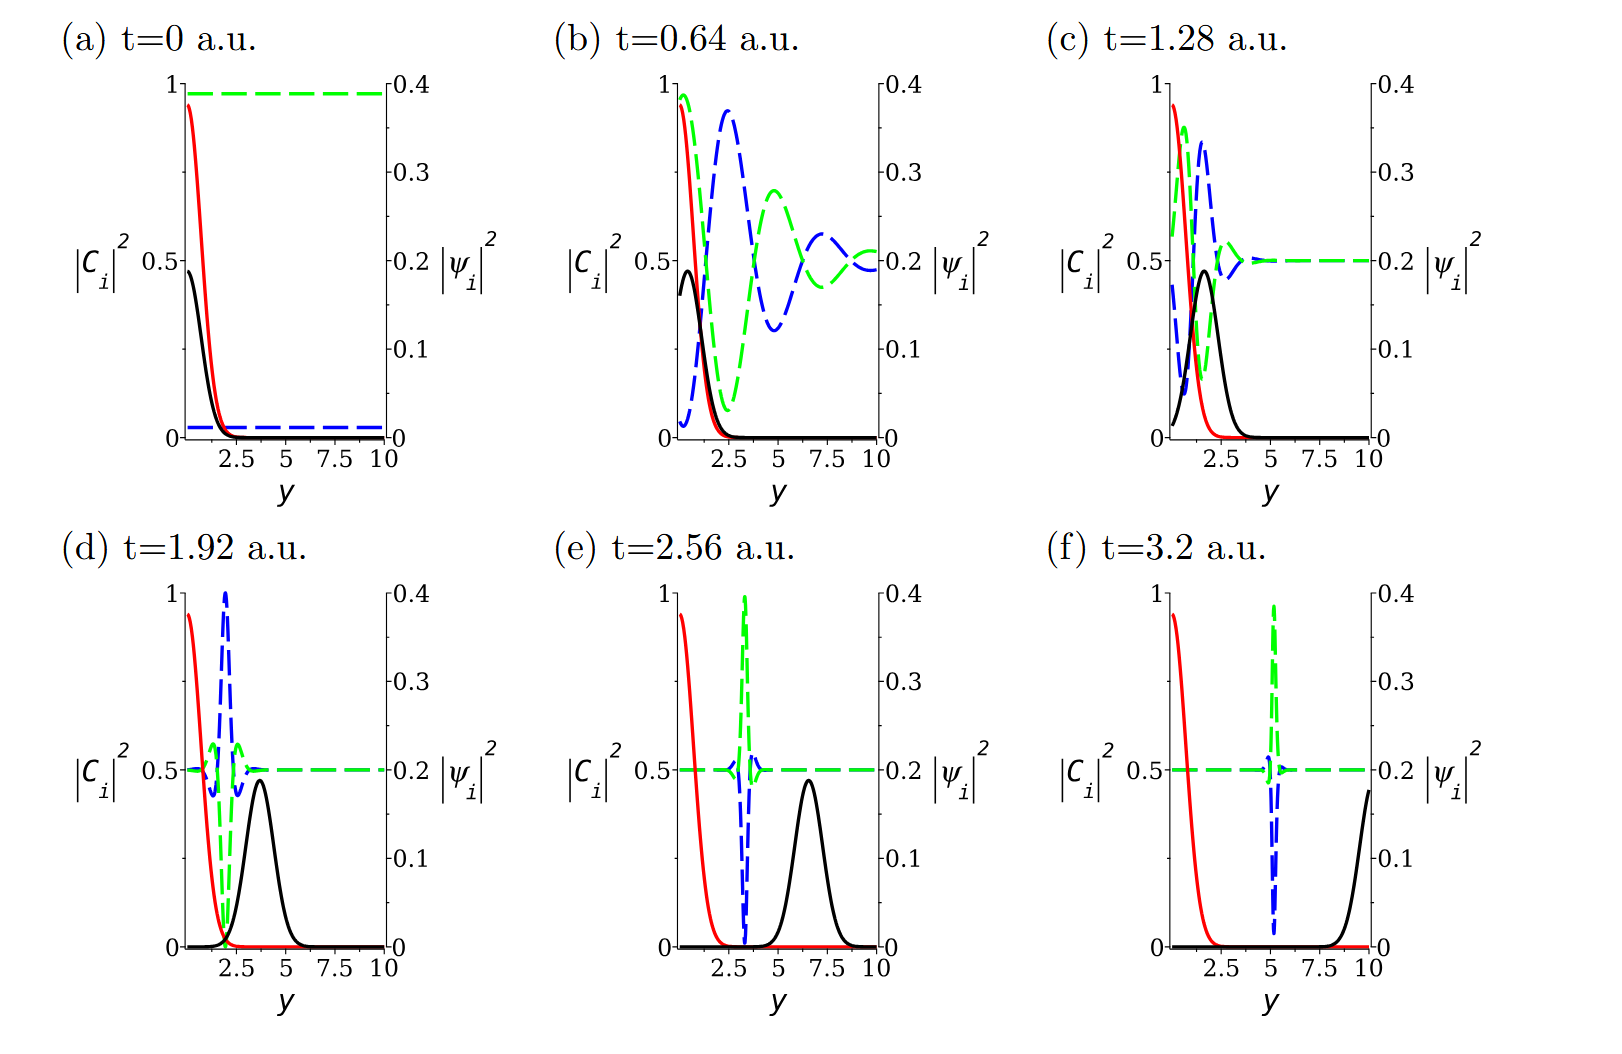 (a) t=0 a.u. (b) t=0.64 a.u. (c) t=1.28 a.u.
1 0.4 1 0.4 1 0.4
0.3 0.3 0.3
|C_i|^2 0.5 0.2 |ψ_i|^2 |C_i|^2 0.5 0.2 |ψ_i|^2 |C_i|^2 0.5 0.2 |ψ_i|^2
0.1 0.1 0.1
0 0 0 0 0 0
2.5 5 7.5 10 2.5 5 7.5 10 2.5 5 7.5 10
y y y
(d) t=1.92 a.u. (e) t=2.56 a.u. (f) t=3.2 a.u.
1 0.4 1 0.4 1 0.4
0.3 0.3 0.3
|C_i|^2 0.5 0.2 |ψ_i|^2 |C_i|^2 0.5 0.2 |ψ_i|^2 |C_i|^2 0.5 0.2 |ψ_i|^2
0.1 0.1 0.1
0 0 0 0 0 0
2.5 5 7.5 10 2.5 5 7.5 10 2.5 5 7.5 10
y y y